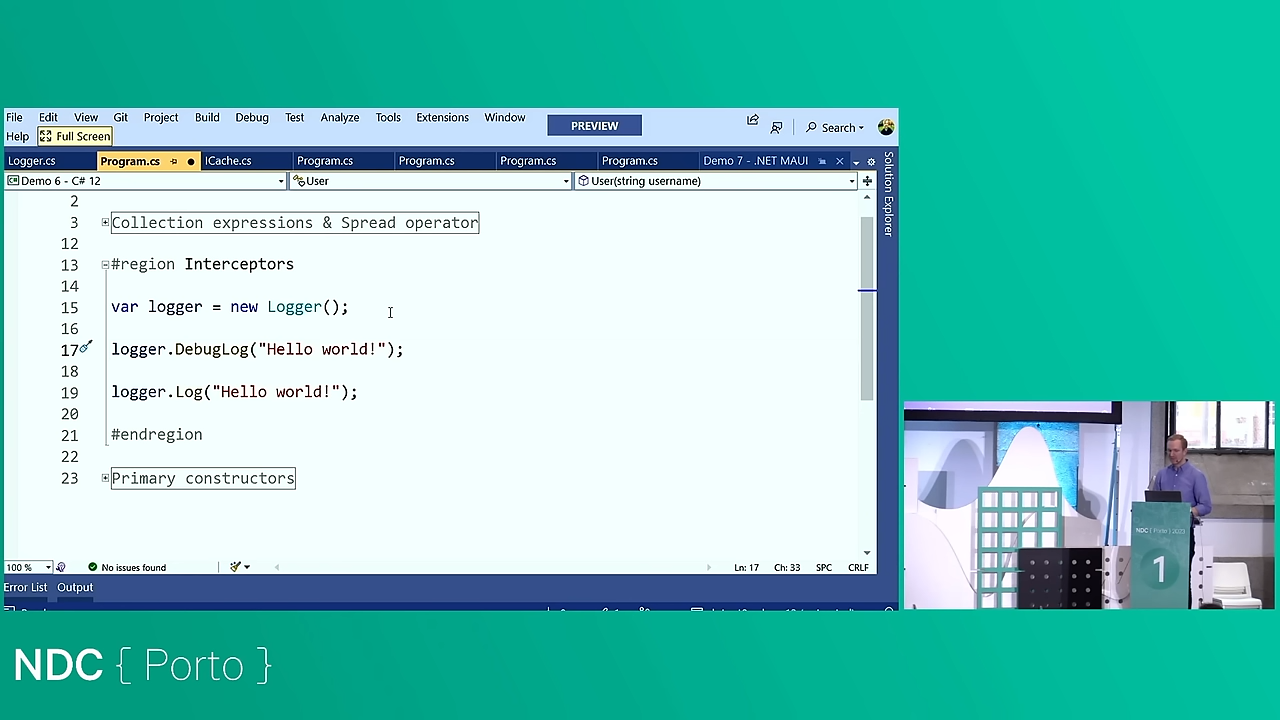 File Edit View Git Project Build Debug Test Analyze Tools Extensions Window PREVIEW Search
Help Full Screen
Logger.cs Program.cs ICache.cs Program.cs Program.cs Program.cs Program.cs Demo 7 - .NET MAUI
Demo 6 - C# 12 User User(string username)
Solution Explorer
2
3 Collection expressions & Spread operator
12
13 #region Interceptors
14
15 var logger = new Logger();
16
17 logger.DebugLog("Hello world!");
18
19 logger.Log("Hello world!");
20
21 #endregion
22
23 Primary constructors
100 % No issues found Ln: 17 Ch: 33 SPC CRLF
Error List Output
NDC { Porto } 2023
1
NDC { Porto }